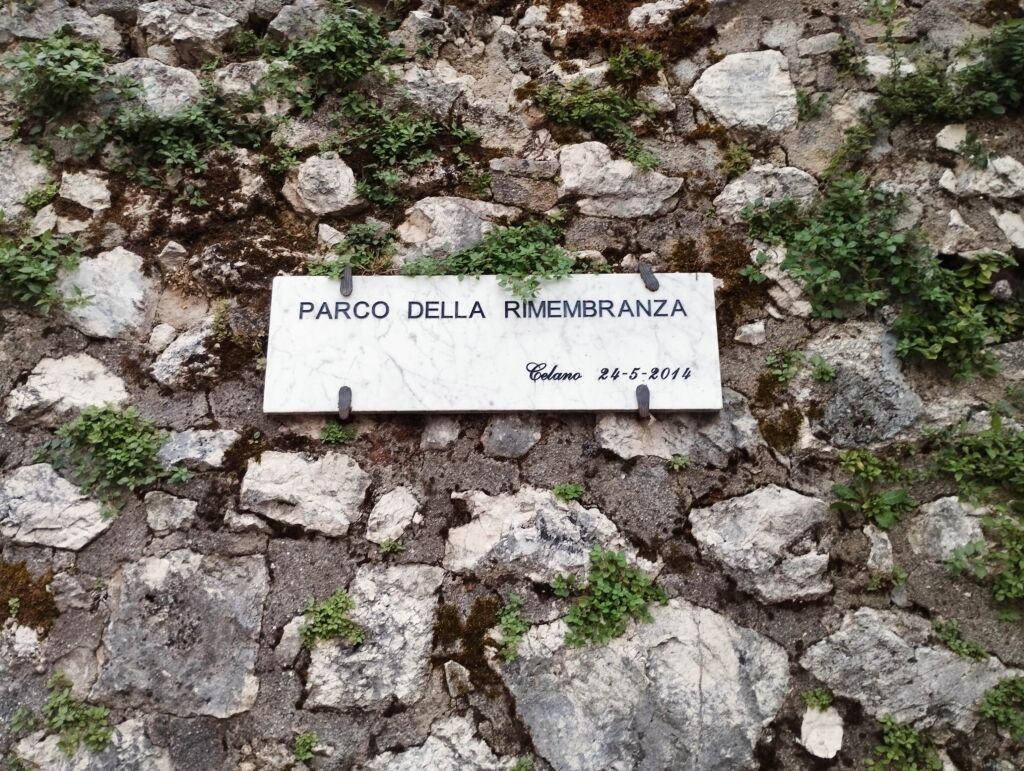 PARCO DELLA RIMEMBRANZA
Celano 24-5-2014